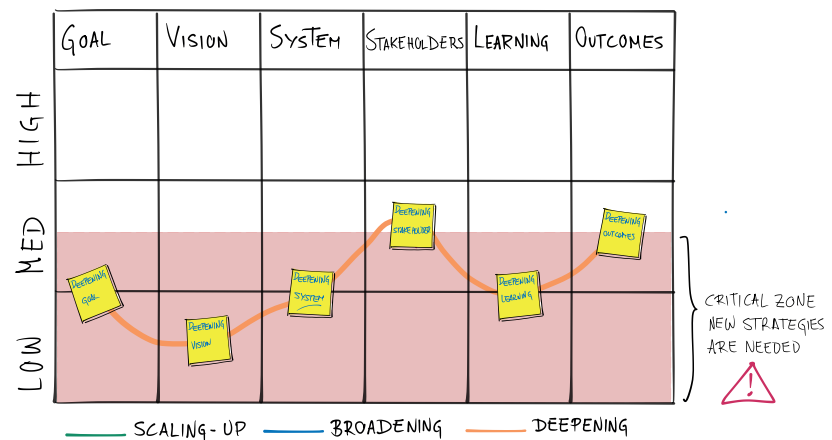 GOAL VISION SYSTEM STAKEHOLDERS LEARNING OUTCOMES
HIGH
MED
LOW
DEEPENING
GOAL
DEEPENING
VISION
DEEPENING
SYSTEM
DEEPENING
STAKEHOLDER
DEEPENING
LEARNING
DEEPENING
OUTCOMES
CRITICAL ZONE
NEW STRATEGIES
ARE NEEDED
!
SCALING-UP BROADENING DEEPENING